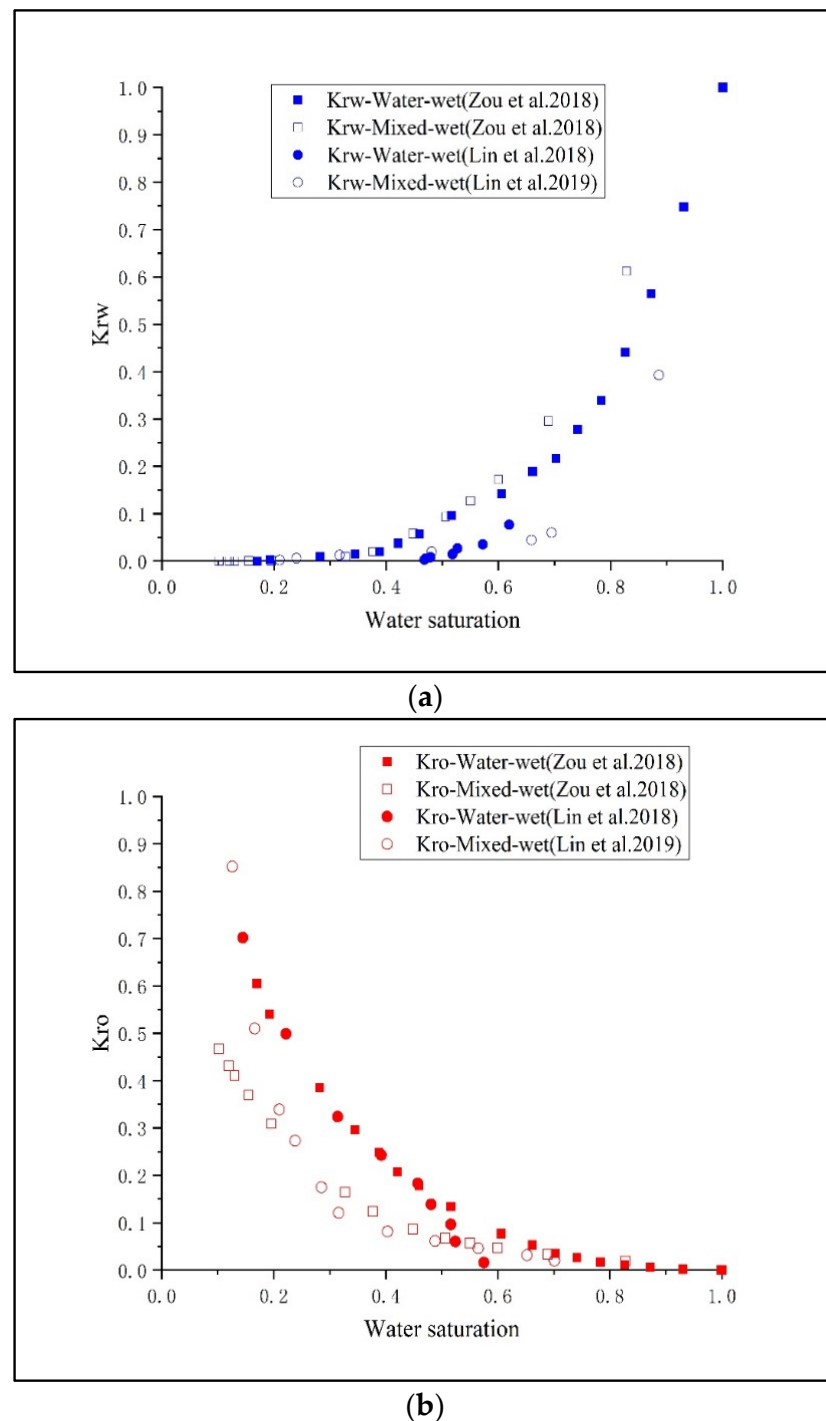 1.0
0.9
0.8
0.7
0.6
0.5
0.4
0.3
0.2
0.1
0.0
Krw
Krw-Water-wet(Zou et al.2018)
Krw-Mixed-wet(Zou et al.2018)
Krw-Water-wet(Lin et al.2018)
Krw-Mixed-wet(Lin et al.2019)
0.0 0.2 0.4 0.6 0.8 1.0
Water saturation
(a)
Kro-Water-wet(Zou et al.2018)
Kro-Mixed-wet(Zou et al.2018)
Kro-Water-wet(Lin et al.2018)
Kro-Mixed-wet(Lin et al.2019)
1.0
0.9
0.8
0.7
0.6
0.5
0.4
0.3
0.2
0.1
0.0
Kro
0.0 0.2 0.4 0.6 0.8 1.0
Water saturation
(b)